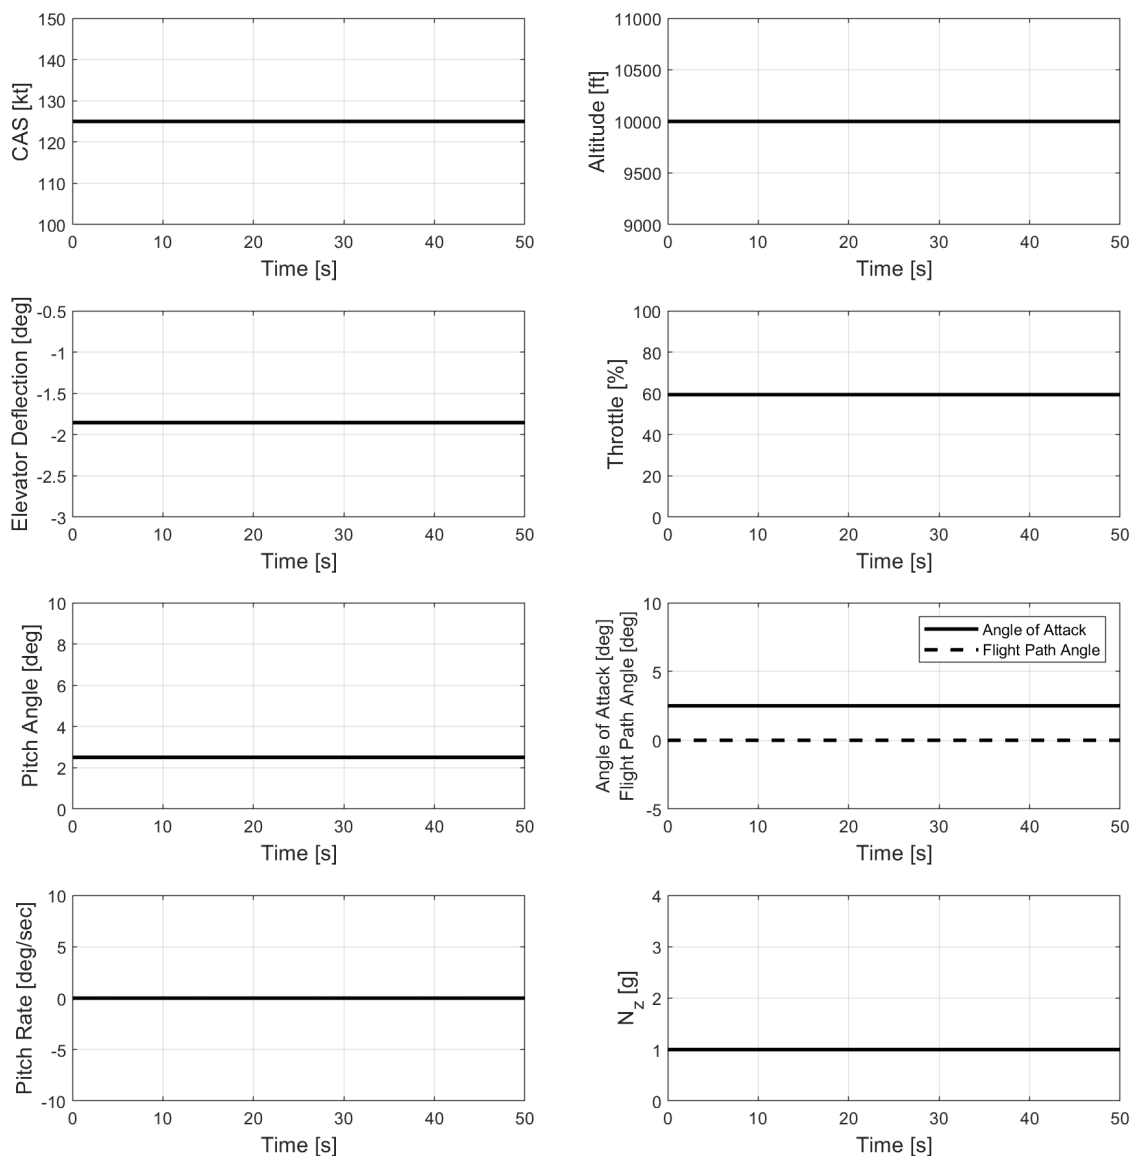 CAS [kt]
150
140
130
120
110
100
0 10 20 30 40 50
Time [s]
Altitude [ft]
11000
10500
10000
9500
9000
0 10 20 30 40 50
Time [s]
Elevator Deflection [deg]
-0.5
-1
-1.5
-2
-2.5
-3
0 10 20 30 40 50
Time [s]
Throttle [%]
100
80
60
40
20
0
0 10 20 30 40 50
Time [s]
Pitch Angle [deg]
10
8
6
4
2
0
0 10 20 30 40 50
Time [s]
Angle of Attack [deg]
Flight Path Angle [deg]
10
5
0
-5
Angle of Attack
Flight Path Angle
0 10 20 30 40 50
Time [s]
Pitch Rate [deg/sec]
10
5
0
-5
-10
0 10 20 30 40 50
Time [s]
N_z [g]
4
3
2
1
0
0 10 20 30 40 50
Time [s]